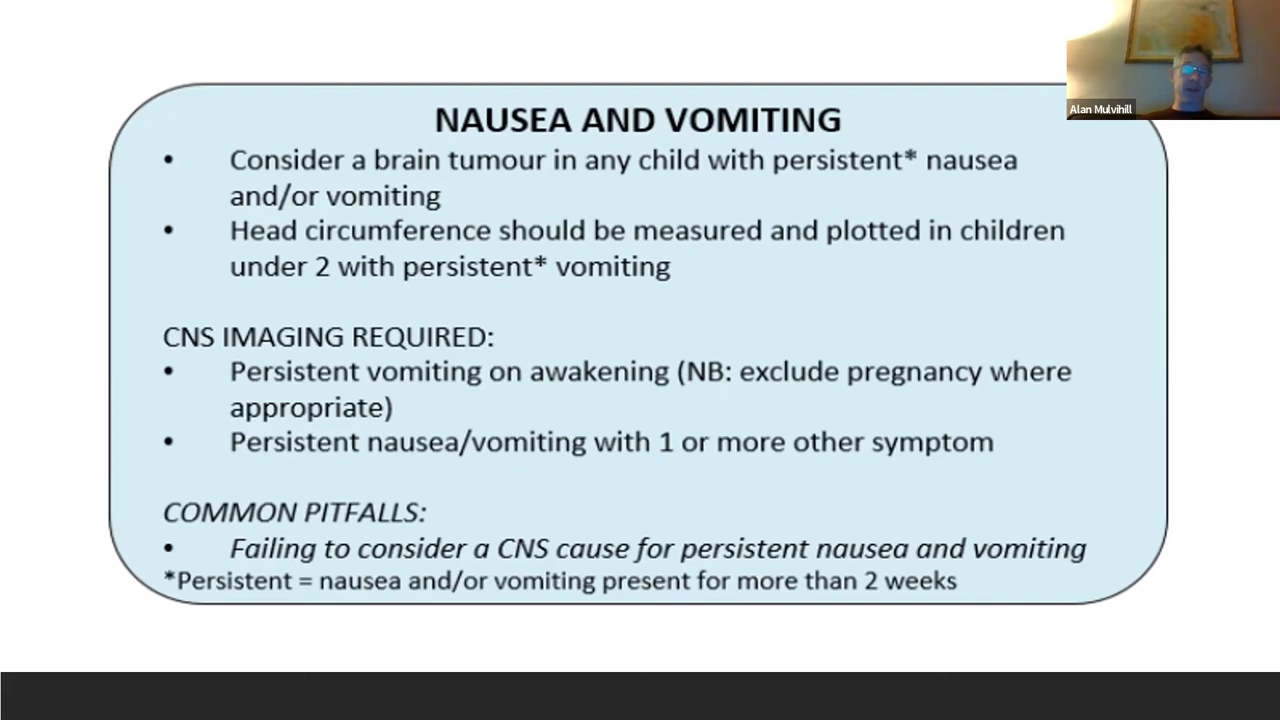 NAUSEA AND VOMITING
• Consider a brain tumour in any child with persistent* nausea
and/or vomiting
• Head circumference should be measured and plotted in children
under 2 with persistent* vomiting
CNS IMAGING REQUIRED:
• Persistent vomiting on awakening (NB: exclude pregnancy where
appropriate)
• Persistent nausea/vomiting with 1 or more other symptom
COMMON PITFALLS:
• Failing to consider a CNS cause for persistent nausea and vomiting
*Persistent = nausea and/or vomiting present for more than 2 weeks
Alan Mulvihill